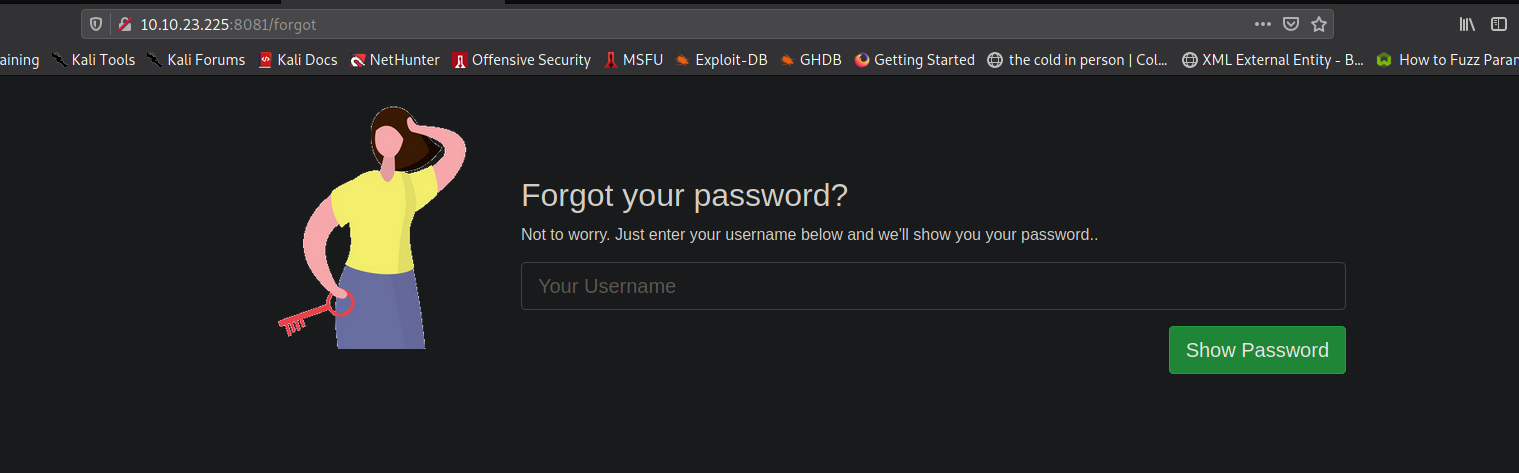 10.10.23.225:8081/forgot
aining Kali Tools Kali Forums Kali Docs NetHunter Offensive Security MSFU Exploit-DB GHDB Getting Started the cold in person | Col... XML External Entity - B... How to Fuzz Paran
Forgot your password?
Not to worry. Just enter your username below and we'll show you your password..
Your Username
Show Password